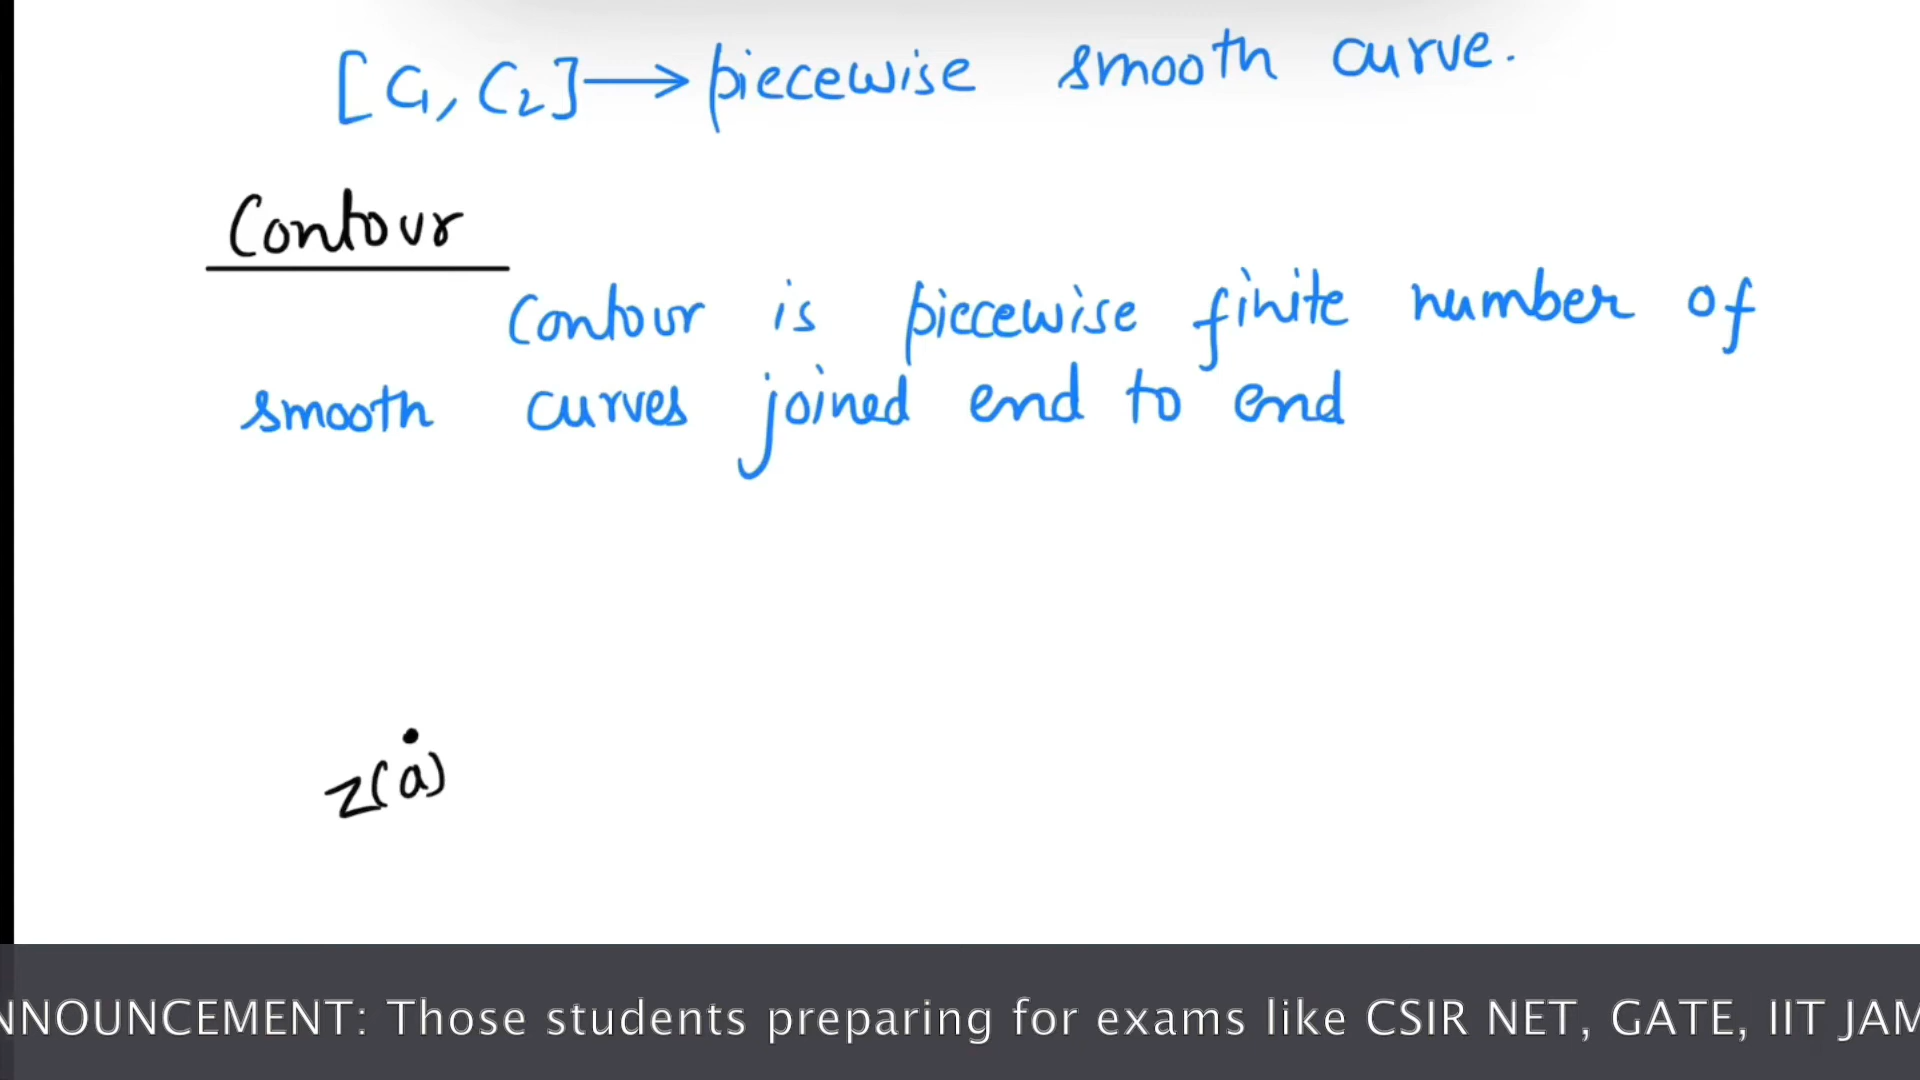 [C1, C2] → piecewise smooth curve.
Contour
Contour is piecewise finite number of
smooth curves joined end to end
z(a)
NNOUNCEMENT: Those students preparing for exams like CSIR NET, GATE, IIT JAM